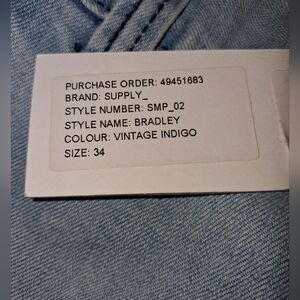 PURCHASE ORDER: 49451683
BRAND: SUPPLY_
STYLE NUMBER: SMP_02
STYLE NAME: BRADLEY
COLOUR: VINTAGE INDIGO
SIZE: 34